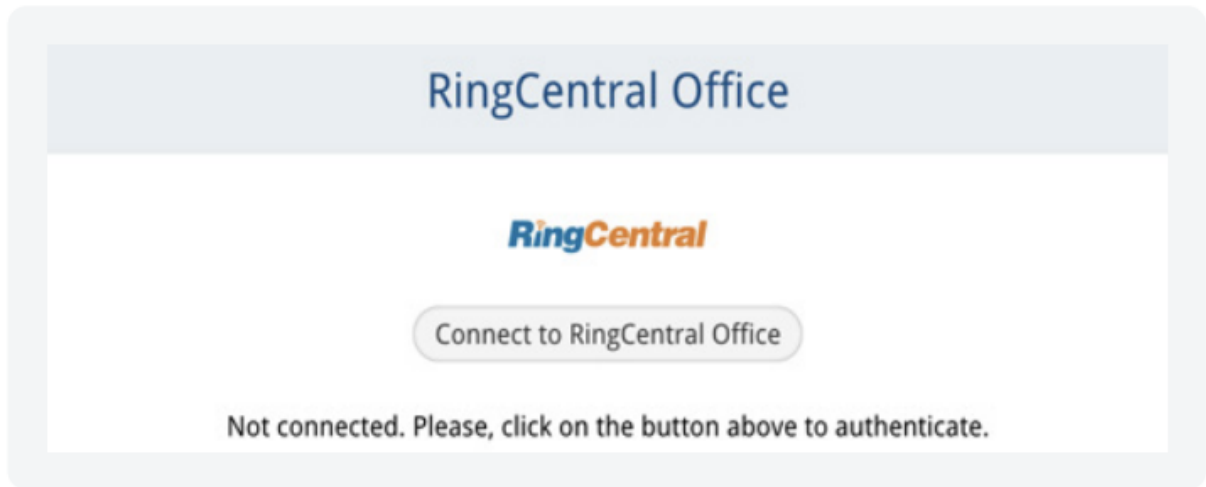 RingCentral Office
RingCentral
Connect to RingCentral Office
Not connected. Please, click on the button above to authenticate.